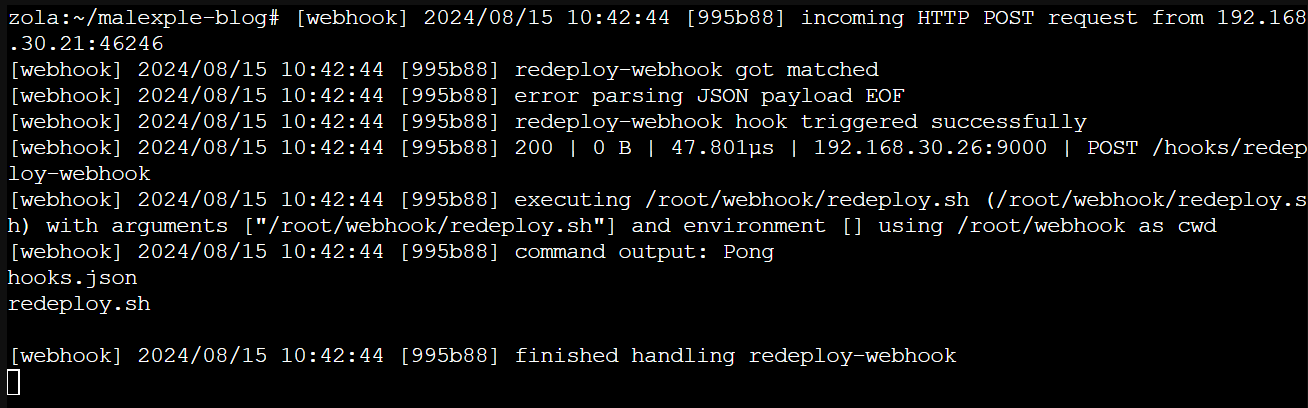 zola:~/malexple-blog# [webhook] 2024/08/15 10:42:44 [995b88] incoming HTTP POST request from 192.168
.30.21:46246
[webhook] 2024/08/15 10:42:44 [995b88] redeploy-webhook got matched
[webhook] 2024/08/15 10:42:44 [995b88] error parsing JSON payload EOF
[webhook] 2024/08/15 10:42:44 [995b88] redeploy-webhook hook triggered successfully
[webhook] 2024/08/15 10:42:44 [995b88] 200 | 0 B | 47.801µs | 192.168.30.26:9000 | POST /hooks/redep
loy-webhook
[webhook] 2024/08/15 10:42:44 [995b88] executing /root/webhook/redeploy.sh (/root/webhook/redeploy.s
h) with arguments ["/root/webhook/redeploy.sh"] and environment [] using /root/webhook as cwd
[webhook] 2024/08/15 10:42:44 [995b88] command output: Pong
hooks.json
redeploy.sh

[webhook] 2024/08/15 10:42:44 [995b88] finished handling redeploy-webhook